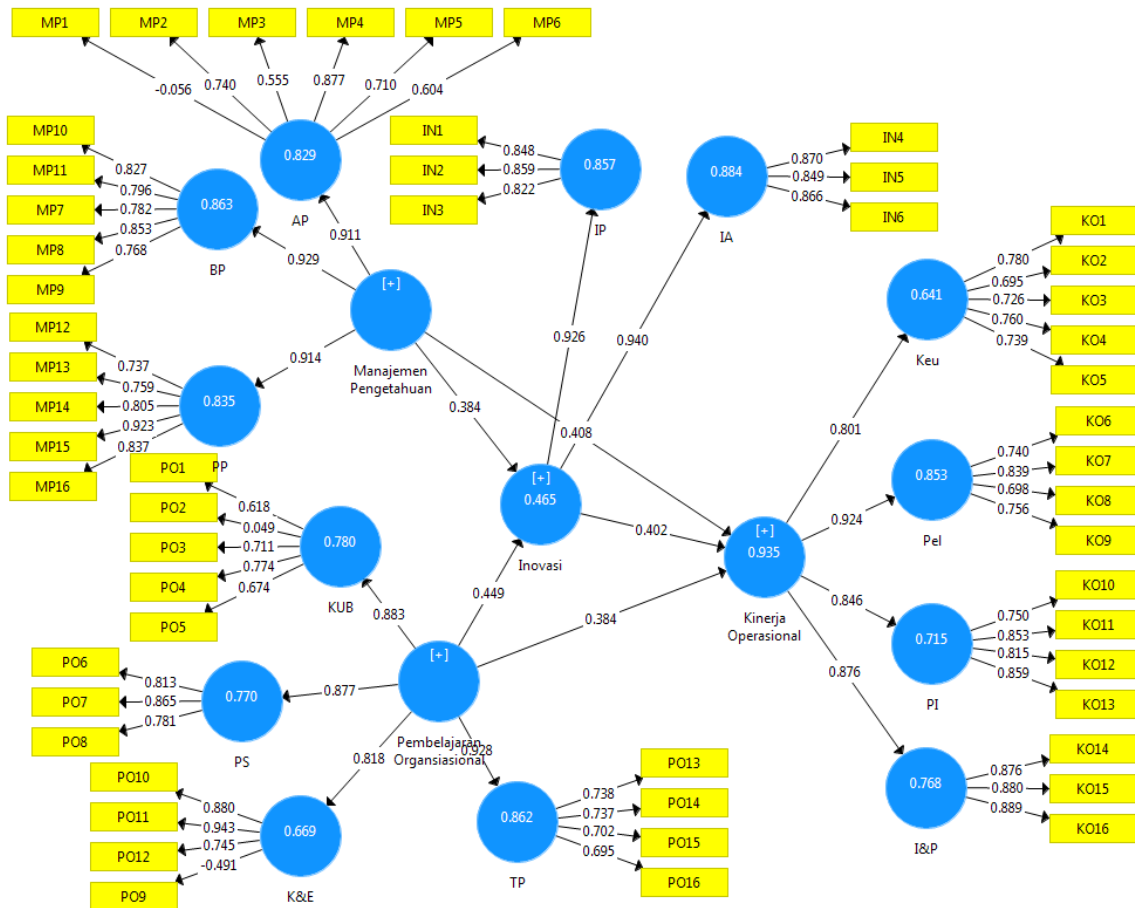 MP1
MP2
MP3
MP4
MP5
MP6
-0.056
0.740
0.555
0.877
0.710
0.604
0.829
AP
MP10
MP11
MP7
MP8
MP9
0.827
0.796
0.782
0.853
0.768
0.863
BP
0.911
0.929
IN1
IN2
IN3
0.848
0.859
0.822
0.857
IP
0.884
IA
0.870
0.849
0.866
IN4
IN5
IN6
[+]
Manajemen
Pengetahuan
0.914
0.384
0.408
0.926
0.940
MP12
MP13
MP14
MP15
MP16
0.737
0.759
0.805
0.923
0.837
0.835
PP
KO1
KO2
KO3
KO4
KO5
0.780
0.695
0.726
0.760
0.739
0.641
Keu
0.801
PO1
PO2
PO3
PO4
PO5
0.618
0.049
0.711
0.774
0.674
0.780
KUB
0.883
[+]
0.465
Inovasi
0.402
0.449
0.384
[+]
0.935
Kinerja
Operasional
0.924
0.846
0.876
KO6
KO7
KO8
KO9
0.740
0.839
0.698
0.756
0.853
Pel
KO10
KO11
KO12
KO13
0.750
0.853
0.815
0.859
0.715
PI
PO6
PO7
PO8
0.813
0.865
0.781
0.770
PS
0.877
[+]
Pembelajaran
Organsiasional
0.818
0.928
PO10
PO11
PO12
PO9
0.880
0.943
0.745
-0.491
0.669
K&E
0.862
TP
0.738
0.737
0.702
0.695
PO13
PO14
PO15
PO16
0.768
I&P
0.876
0.880
0.889
KO14
KO15
KO16